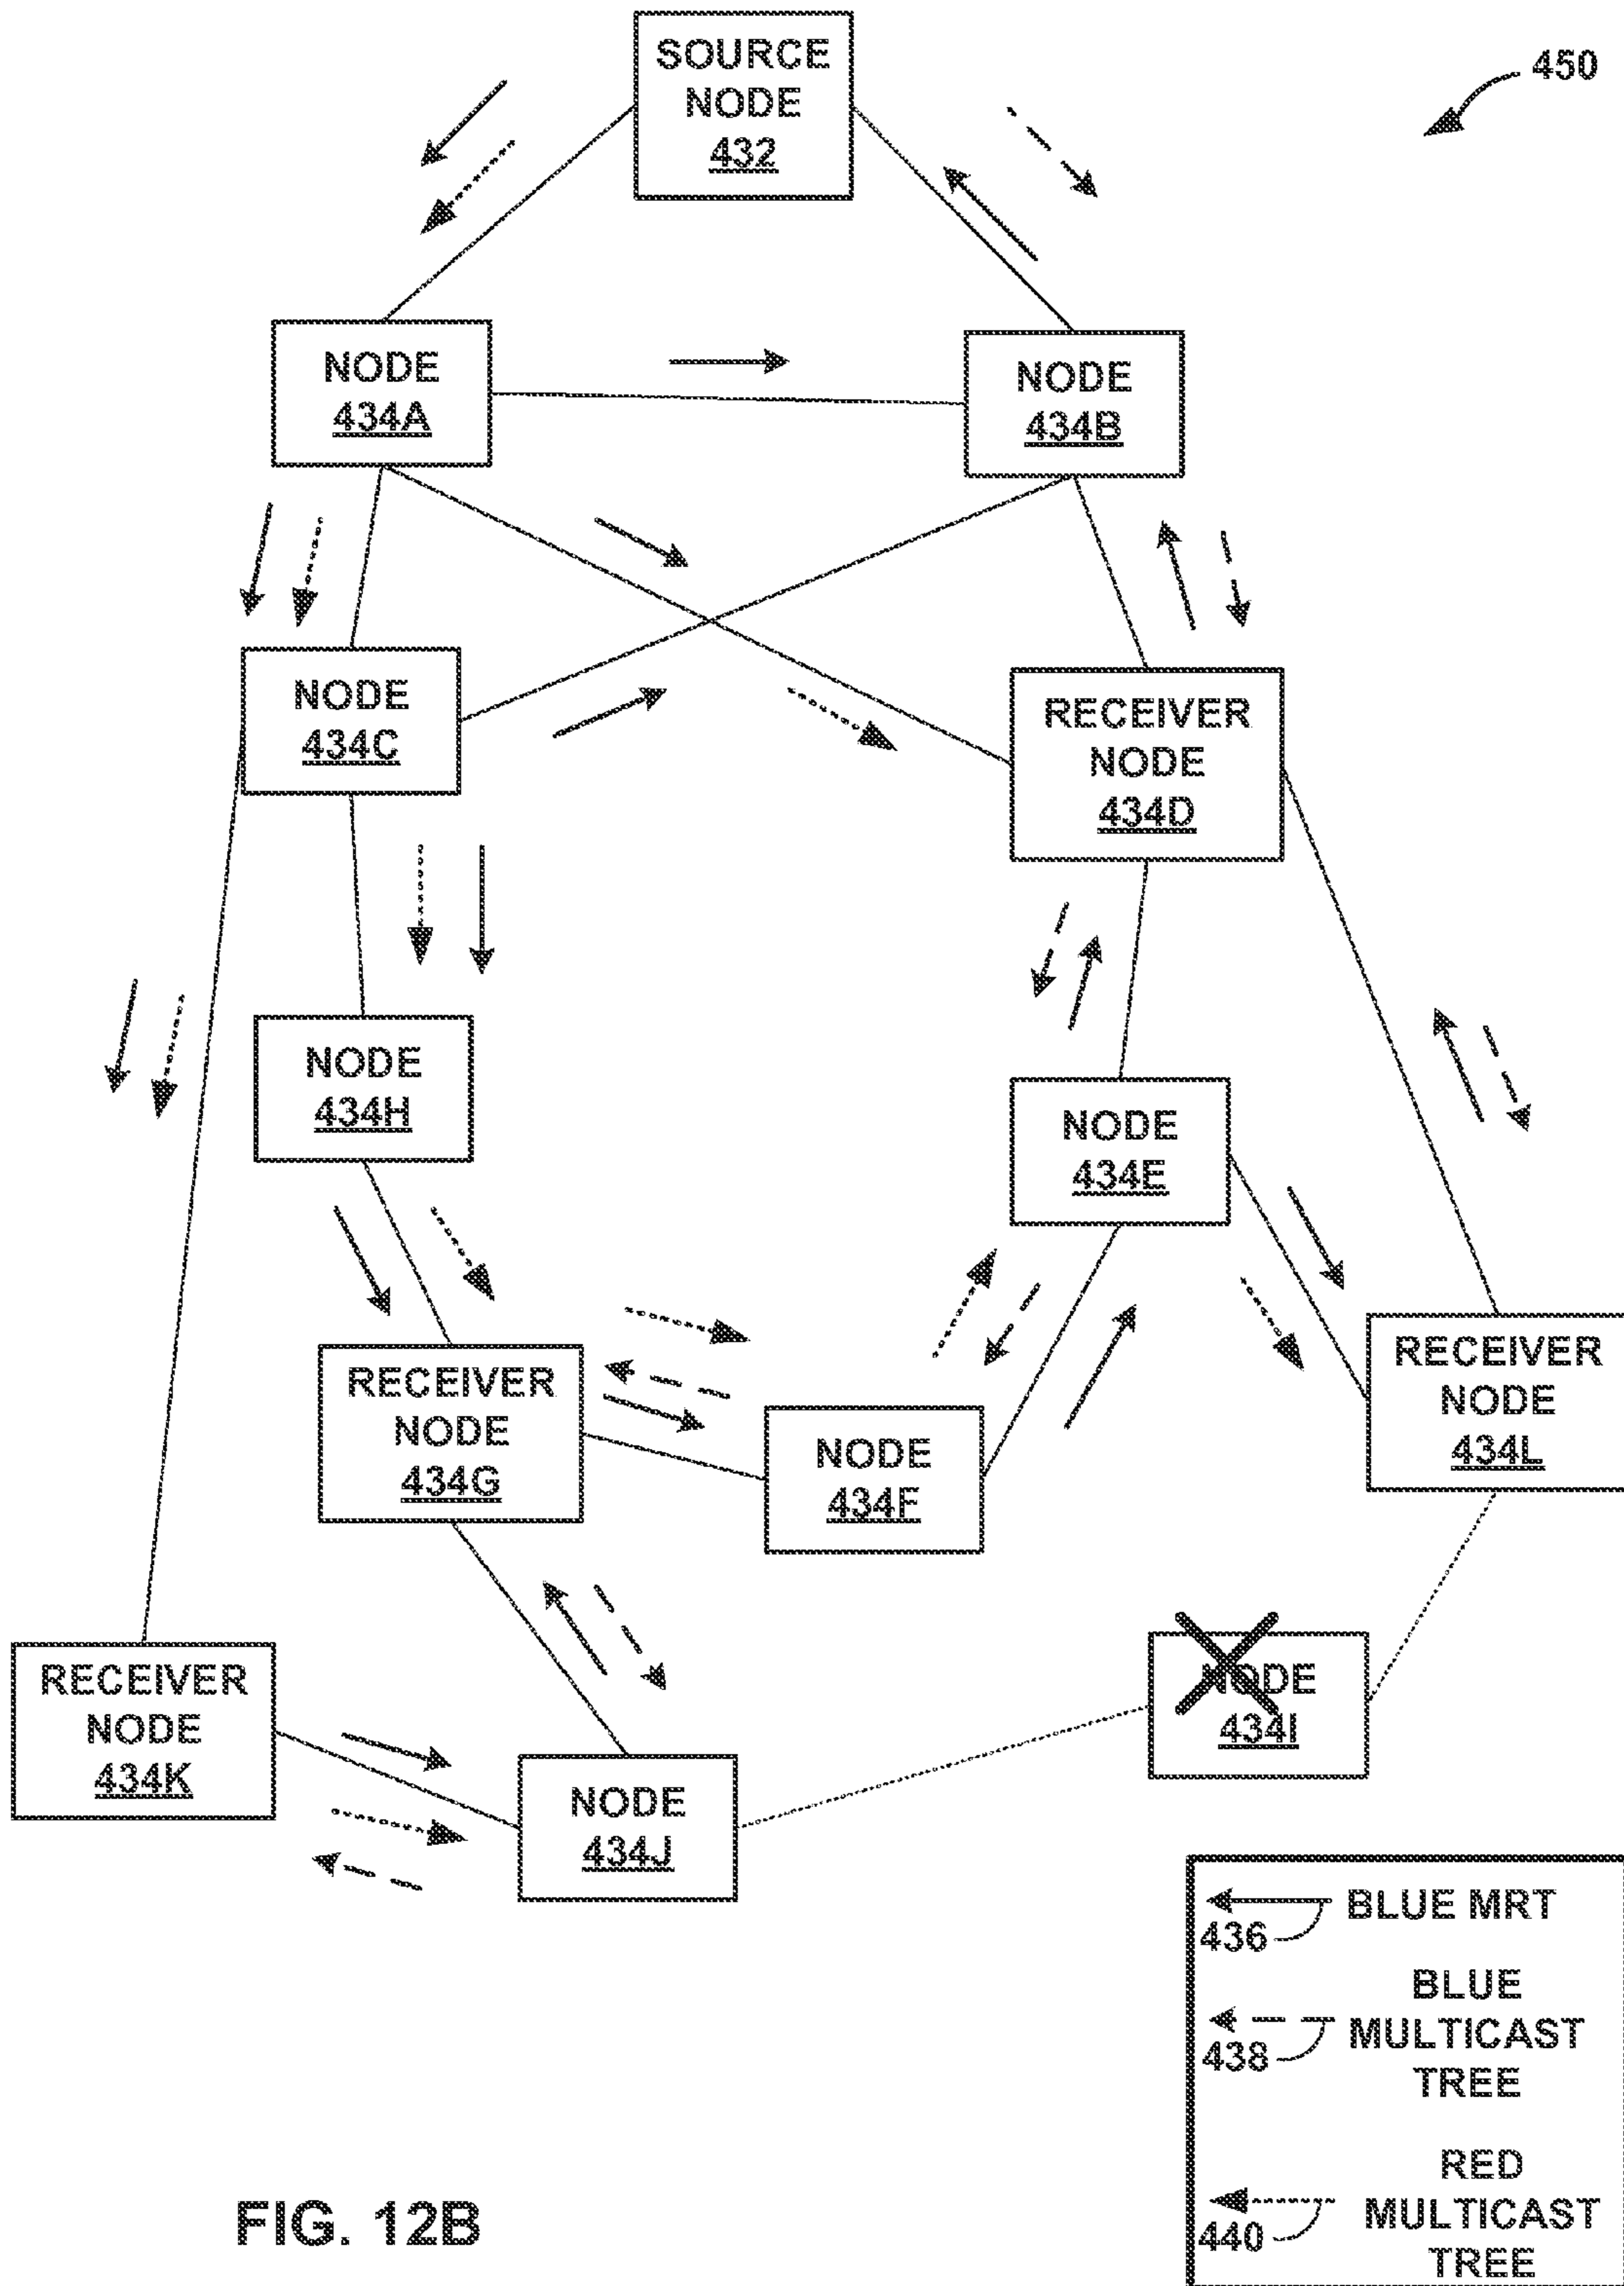 SOURCE
NODE
432
450
NODE
434A
NODE
434B
NODE
434C
RECEIVER
NODE
434D
NODE
434H
NODE
434E
RECEIVER
NODE
434G
NODE
434F
RECEIVER
NODE
434L
RECEIVER
NODE
434K
NODE
434J
NODE
434I
436
BLUE MRT
438
BLUE
MULTICAST
TREE
440
RED
MULTICAST
TREE
FIG. 12B